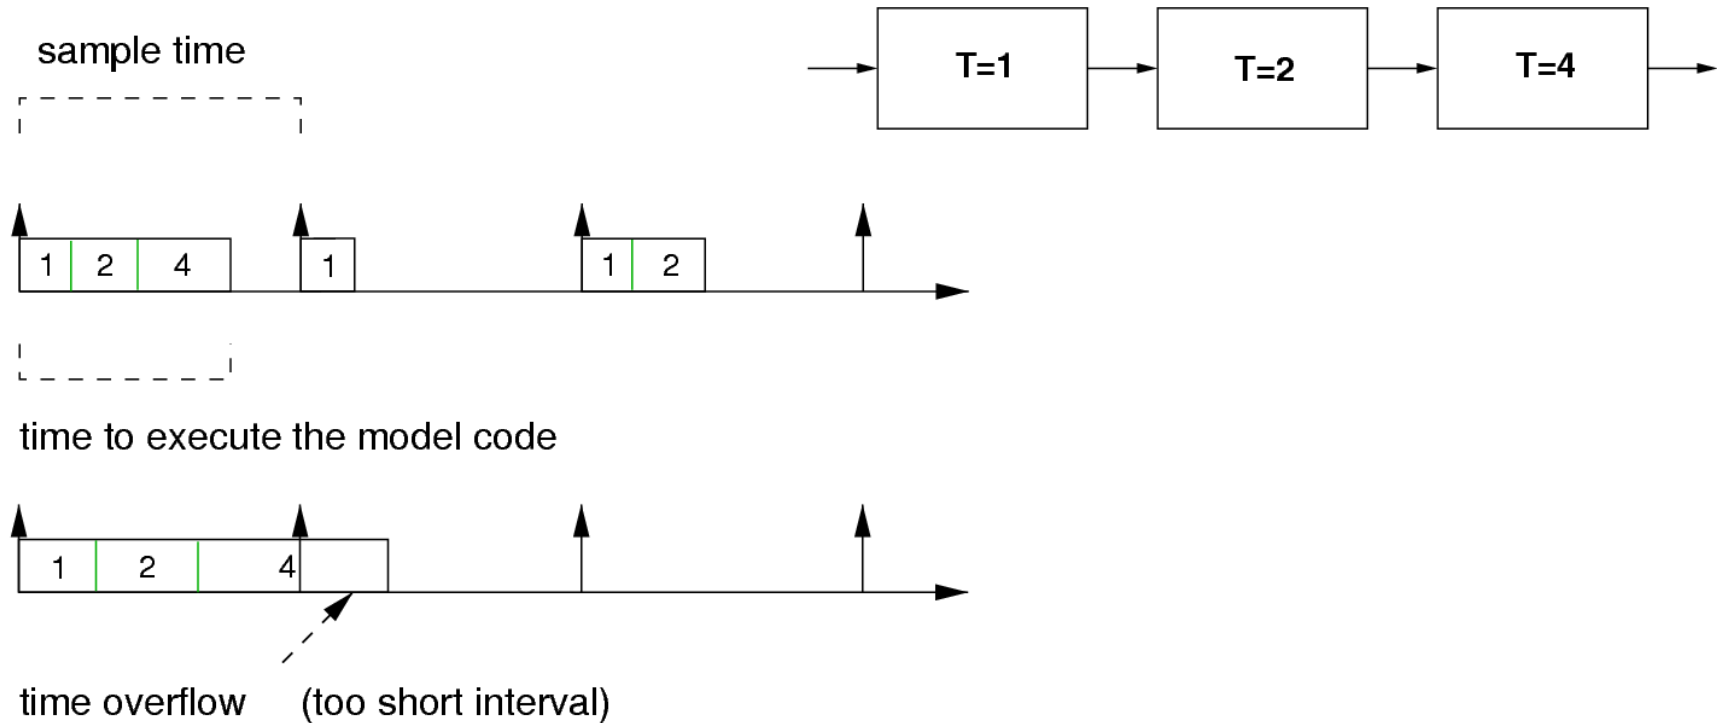 sample time
T=1
T=2
T=4
1 2 4
1
1 2
time to execute the model code
1 2 4
time overflow (too short interval)